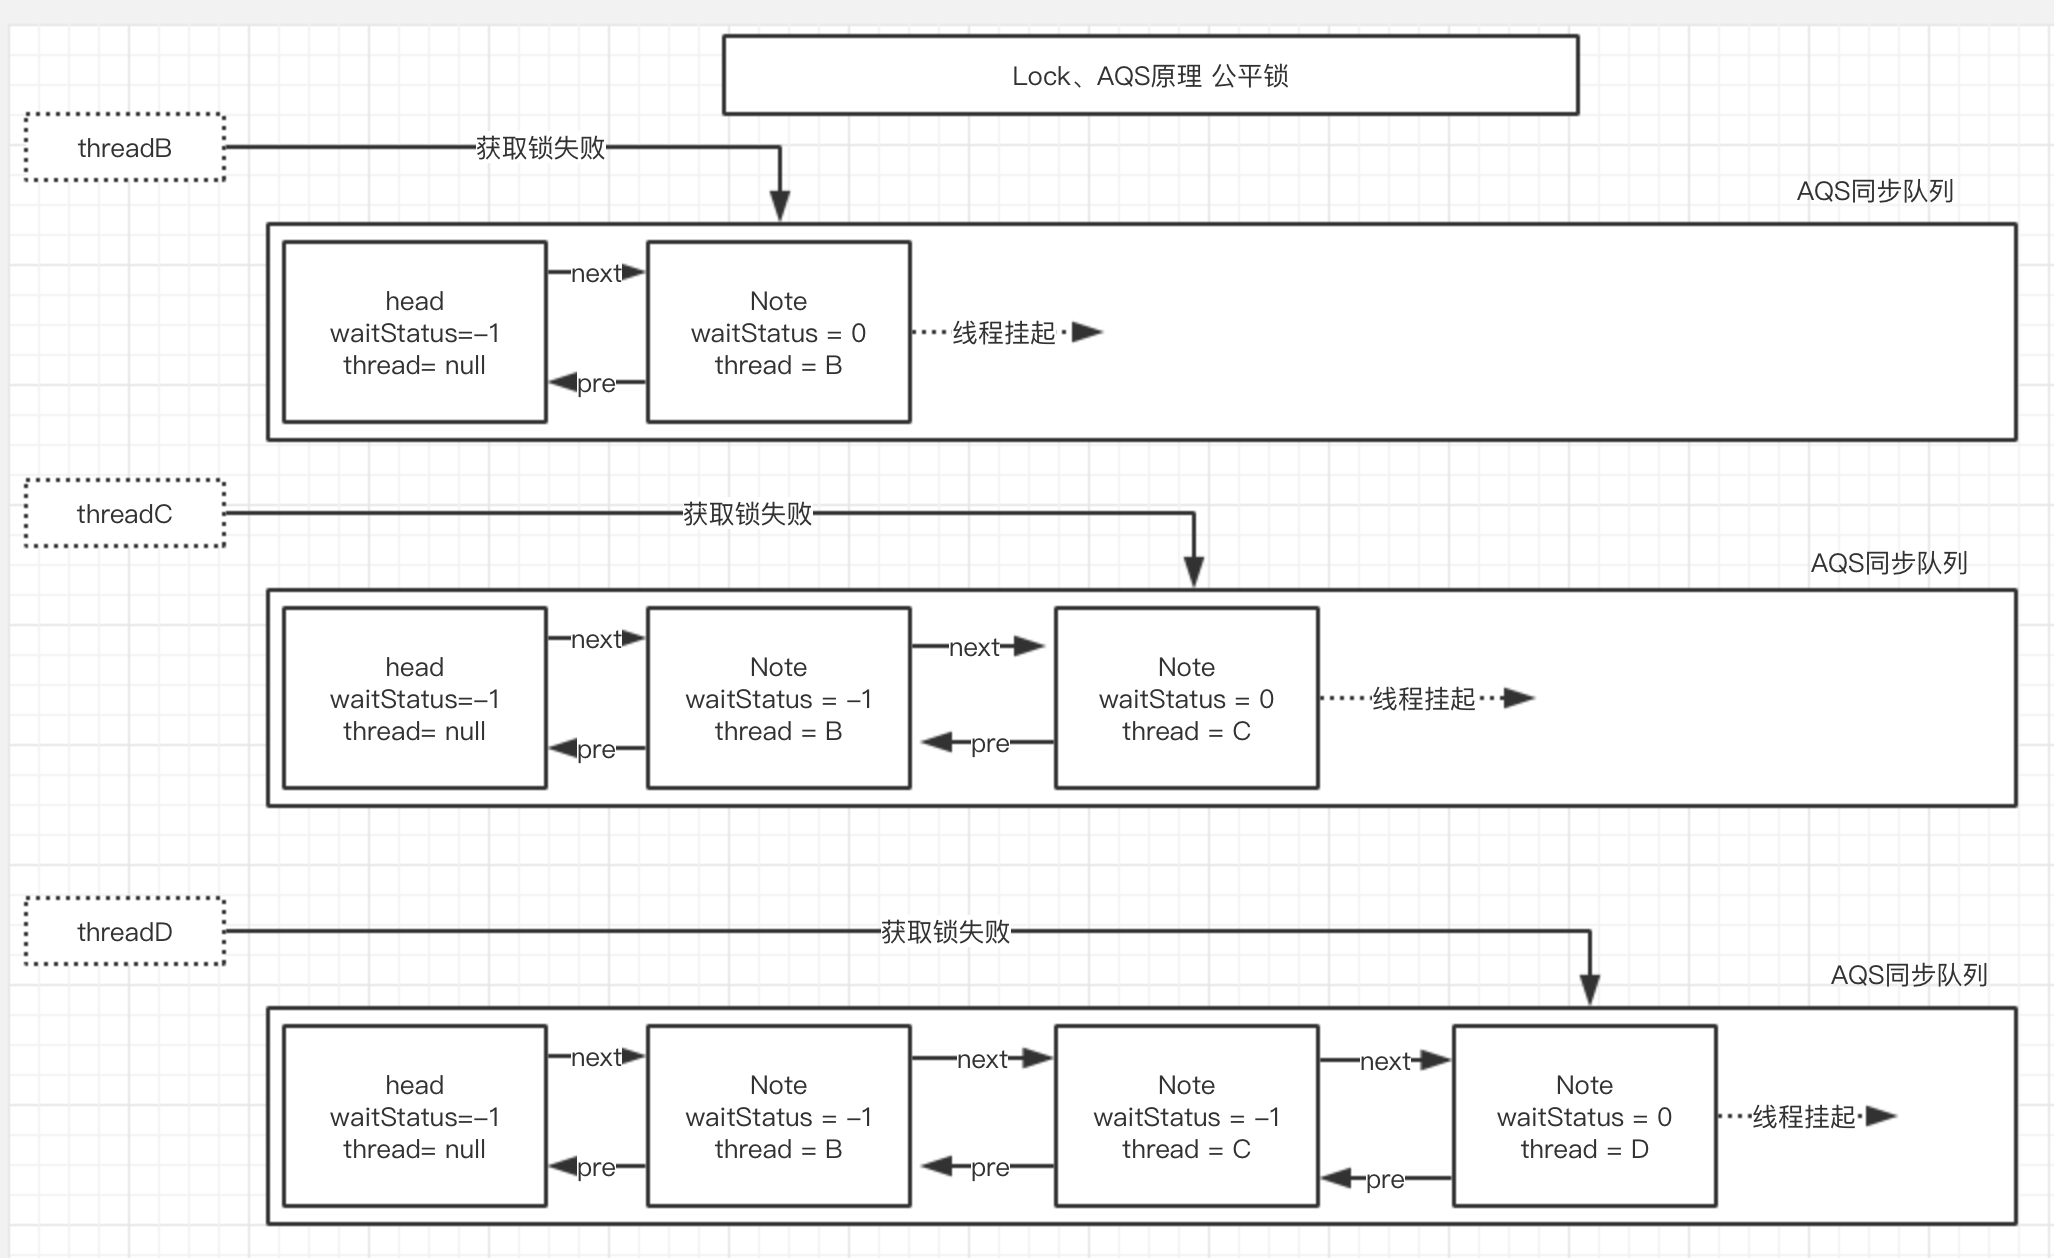 Lock、AQS原理 公平锁
threadB
获取锁失败
AQS同步队列
head
waitStatus=-1
thread= null
next
pre
Note
waitStatus = 0
thread = B
线程挂起
threadC
获取锁失败
AQS同步队列
head
waitStatus=-1
thread= null
next
pre
Note
waitStatus = -1
thread = B
next
pre
Note
waitStatus = 0
thread = C
线程挂起
threadD
获取锁失败
AQS同步队列
head
waitStatus=-1
thread= null
next
pre
Note
waitStatus = -1
thread = B
next
pre
Note
waitStatus = -1
thread = C
next
pre
Note
waitStatus = 0
thread = D
线程挂起